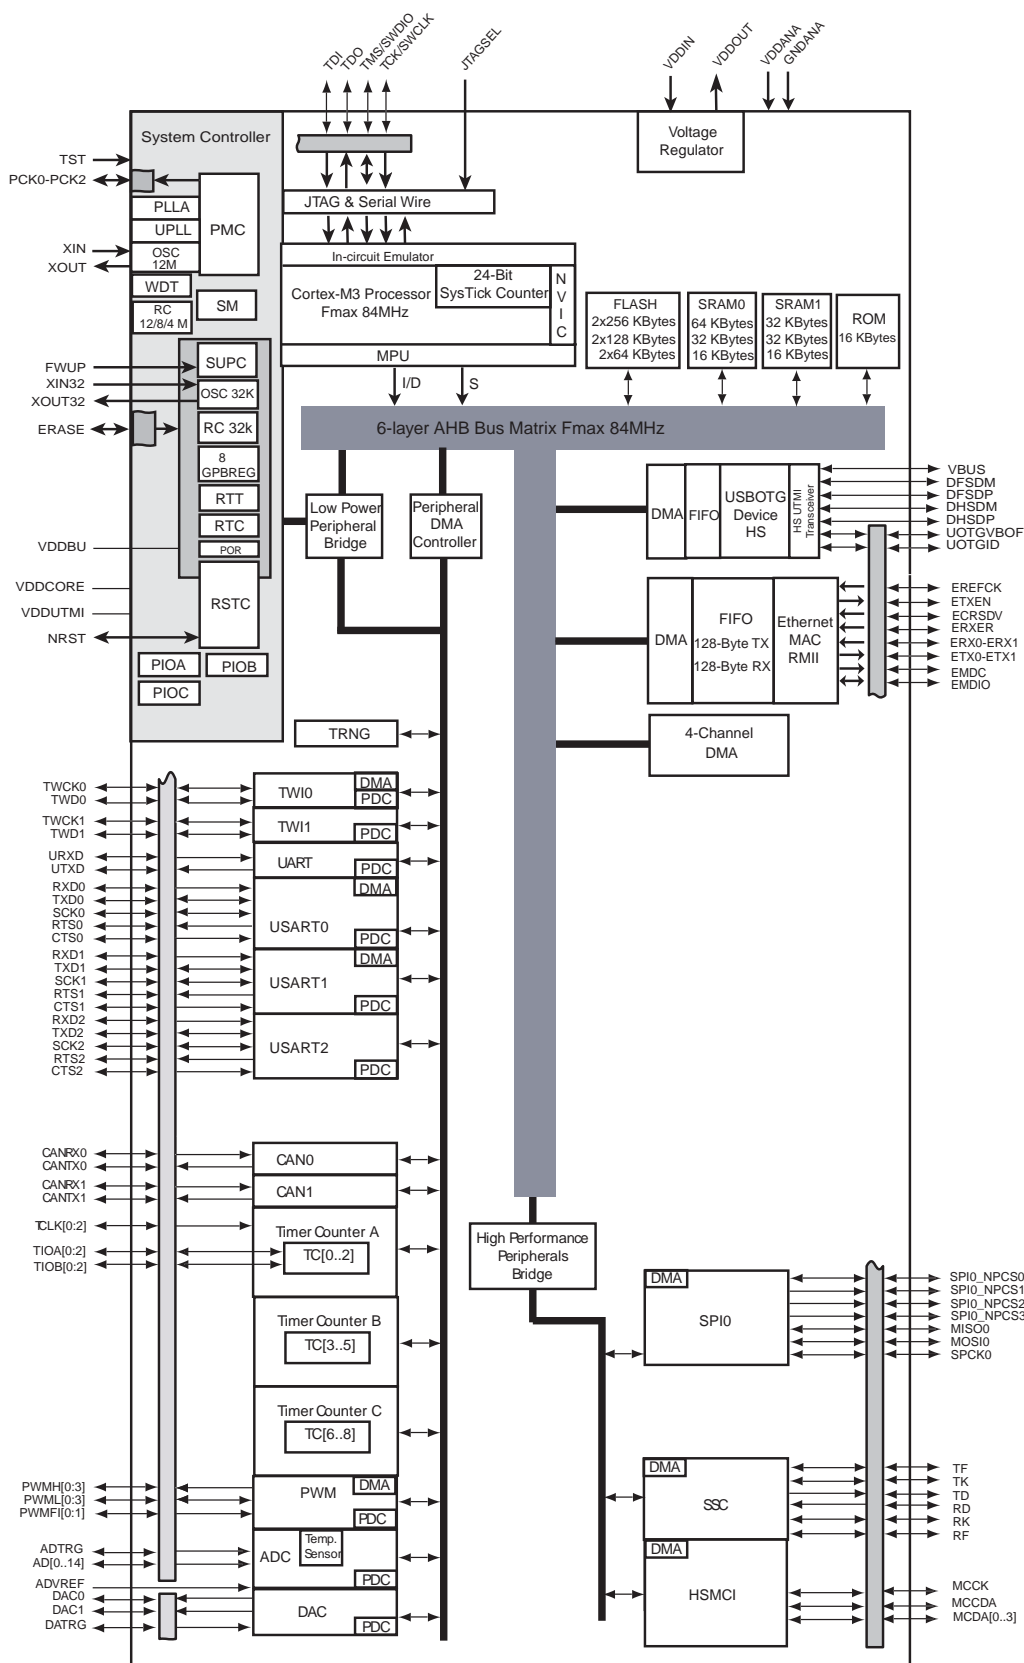 TDI
TDO
TMS/SWDIO
TCK/SWCLK
JTAGSEL
VDDIN
VDDOUT
VDDANA
GNDANA
System Controller
Voltage
Regulator
TST
PCK0-PCK2
PLLA
UPLL
PMC
JTAG & Serial Wire
XIN
XOUT
OSC
12M
WDT
RC
12/8/4 M
SM
In-circuit Emulator
Cortex-M3 Processor
Fmax 84MHz
24-Bit
SysTick Counter
N
V
I
C
MPU
FLASH
2x256 KBytes
2x128 KBytes
2x64 KBytes
SRAM0
64 KBytes
32 KBytes
16 KBytes
SRAM1
32 KBytes
32 KBytes
16 KBytes
ROM
16 KBytes
I/D
S
FWUP
XIN32
XOUT32
ERASE
SUPC
OSC 32K
RC 32k
8
GPBREG
RTT
RTC
POR
RSTC
VDDBU
VDDCORE
VDDUTMI
NRST
PIOA
PIOB
PIOC
6-layer AHB Bus Matrix Fmax 84MHz
Low Power
Peripheral
Bridge
Peripheral
DMA
Controller
DMA
FIFO
USBOTG
Device
HS
HS UTMI
Transceiver
VBUS
DFSDM
DFSDP
DHSDM
DHSDP
UOTGVBOF
UOTGID
DMA
FIFO
128-Byte TX
128-Byte RX
Ethernet
MAC
RMII
EREFCK
ETXEN
ECRSDV
ERXER
ERX0-ERX1
ETX0-ETX1
EMDC
EMDIO
TRNG
4-Channel
DMA
TWCK0
TWD0
TWI0
DMA
PDC
TWCK1
TWD1
TWI1
PDC
URXD
UTXD
UART
PDC
RXD0
TXD0
SCK0
RTS0
CTS0
USART0
DMA
PDC
RXD1
TXD1
SCK1
RTS1
CTS1
USART1
DMA
PDC
RXD2
TXD2
SCK2
RTS2
CTS2
USART2
PDC
CANRX0
CANTX0
CAN0
CANRX1
CANTX1
CAN1
TCLK[0:2]
TIOA[0:2]
TIOB[0:2]
Timer Counter A
TC[0..2]
Timer Counter B
TC[3..5]
Timer Counter C
TC[6..8]
High Performance
Peripherals
Bridge
DMA
SPI0
SPI0_NPCS0
SPI0_NPCS1
SPI0_NPCS2
SPI0_NPCS3
MISO0
MOSI0
SPCK0
PWMH[0:3]
PWML[0:3]
PWMFI[0:1]
PWM
DMA
PDC
DMA
SSC
TF
TK
TD
RD
RK
RF
ADTRG
AD[0..14]
ADVREF
ADC
Temp.
Sensor
PDC
DAC0
DAC1
DATRG
DAC
PDC
DMA
HSMCI
MCCK
MCCDA
MCDA[0..3]